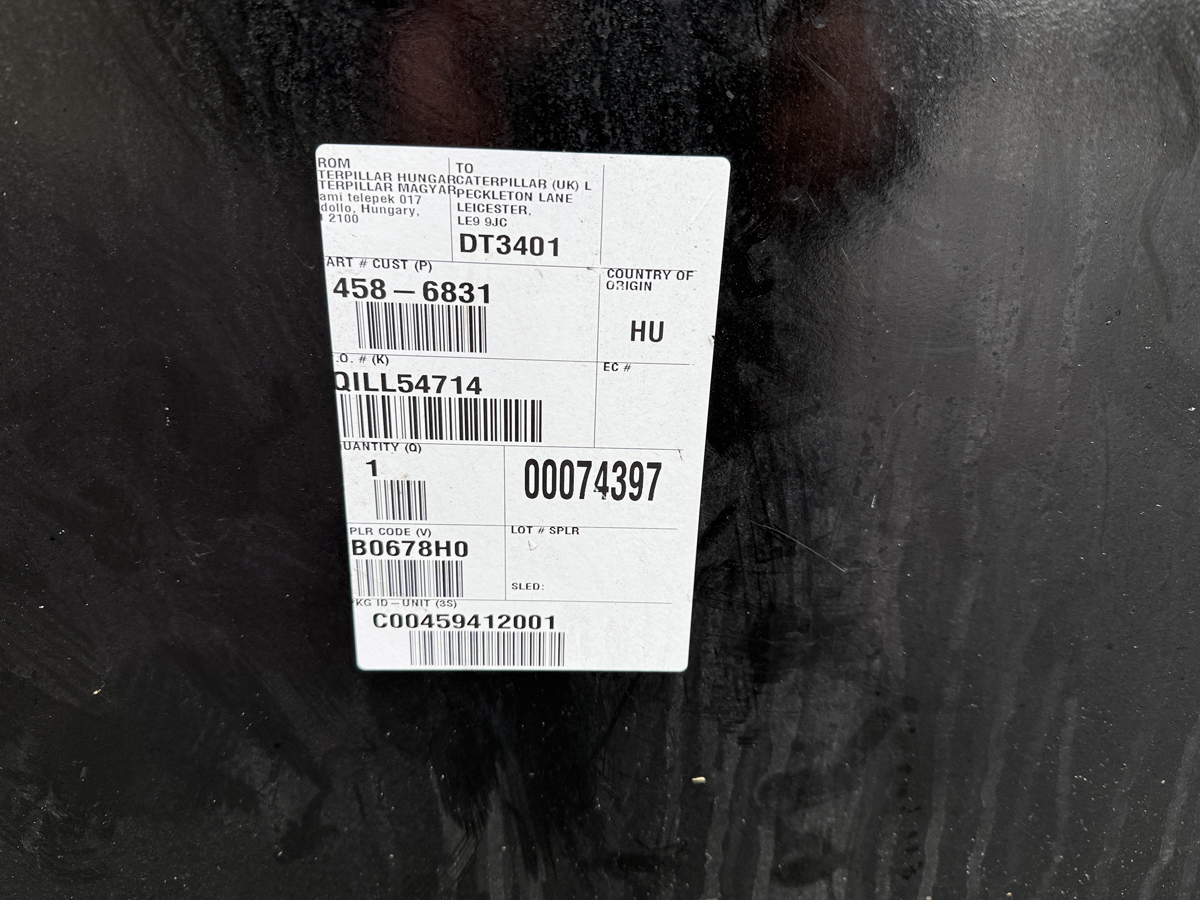 ROM
TERPILLAR HUNGAR
TERPILLAR MAGYAR
ami telepek 017
dollo, Hungary,
2100
TO
CATERPILLAR (UK) L
PECKLETON LANE
LEICESTER,
LE9 9JC
DT3401
ART # CUST (P)
458-6831
COUNTRY OF
ORIGIN
HU
.O. # (K)
QILL54714
EC #
UANTITY (Q)
1
00074397
PLR CODE (V)
B0678H0
LOT # SPLR
SLED:
KG ID-UNIT (3S)
C00459412001